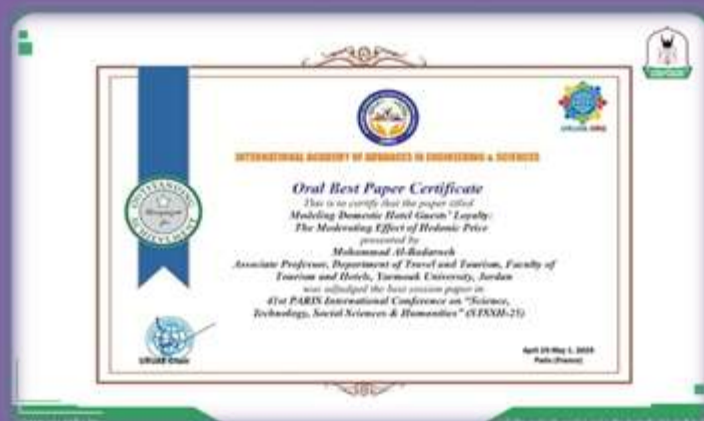 INTERNATIONAL ACADEMY OF ADVANCES IN ENGINEERING & SCIENCES
Oral Best Paper Certificate
This is to certify that the paper titled
Modeling Domestic Hotel Guests' Loyalty:
The Moderating Effect of Hedonic Price
presented by
Mohammad Al-Badarneh
Associate Professor, Department of Travel and Tourism, Faculty of
Tourism and Hotels, Yarmouk University, Jordan
was adjudged the best session paper in
41st PARIS International Conference on "Science,
Technology, Social Sciences & Humanities" (STSSH-25)
OUTSTANDING
ACHIEVEMENT
URUAE Chair
April 29-May 1, 2025
Paris (France)